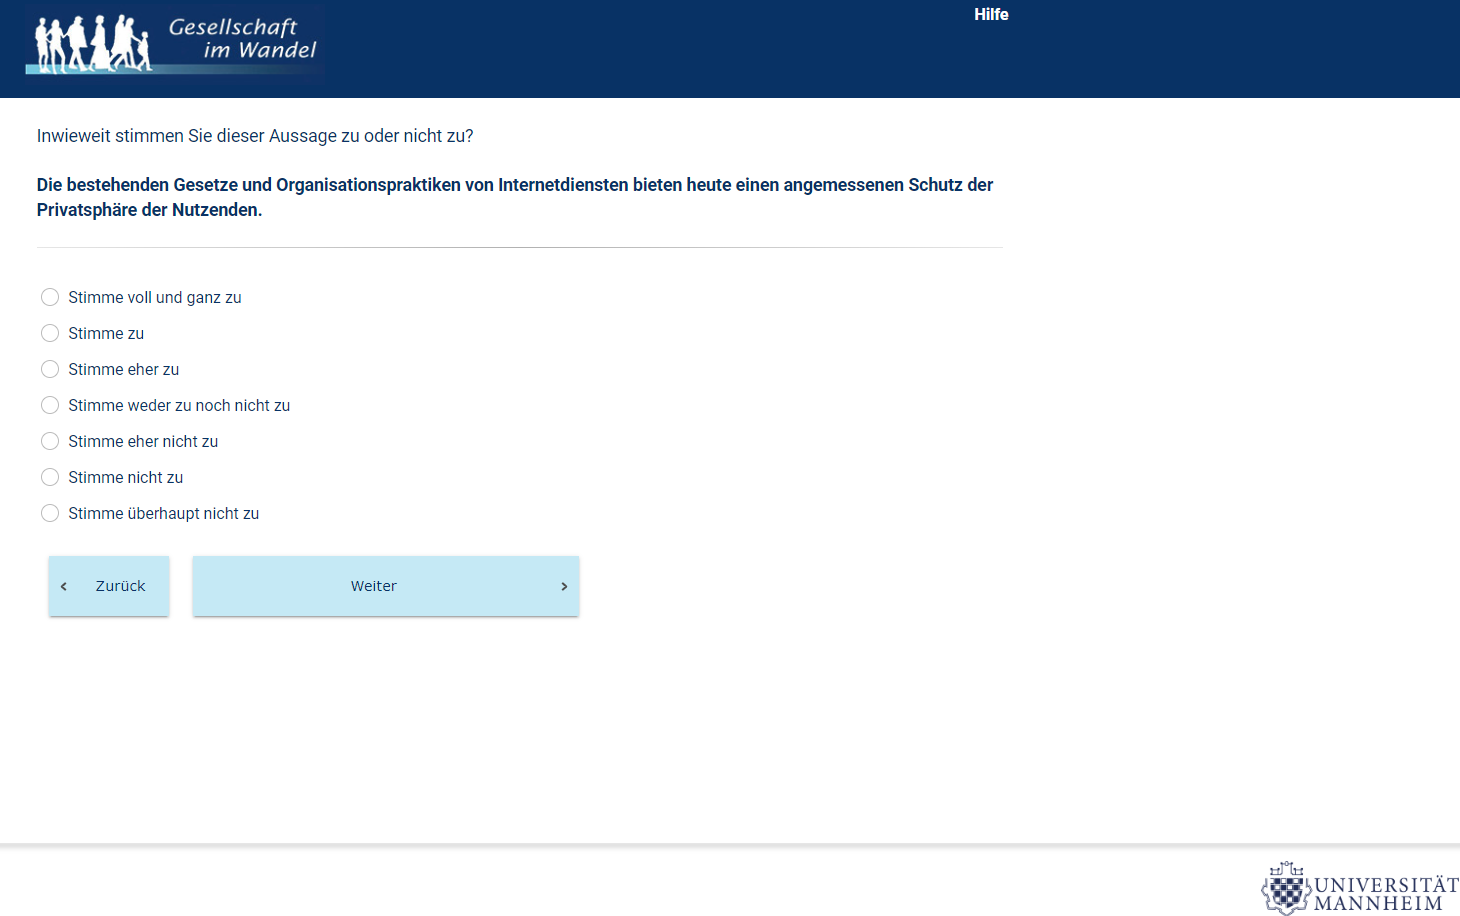 Gesellschaft
im Wandel
Hilfe
Inwieweit stimmen Sie dieser Aussage zu oder nicht zu?
Die bestehenden Gesetze und Organisationspraktiken von Internetdiensten bieten heute einen angemessenen Schutz der
Privatsphäre der Nutzenden.
Stimme voll und ganz zu
Stimme zu
Stimme eher zu
Stimme weder zu noch nicht zu
Stimme eher nicht zu
Stimme nicht zu
Stimme überhaupt nicht zu
Zurück
Weiter
UNIVERSITÄT
MANNHEIM